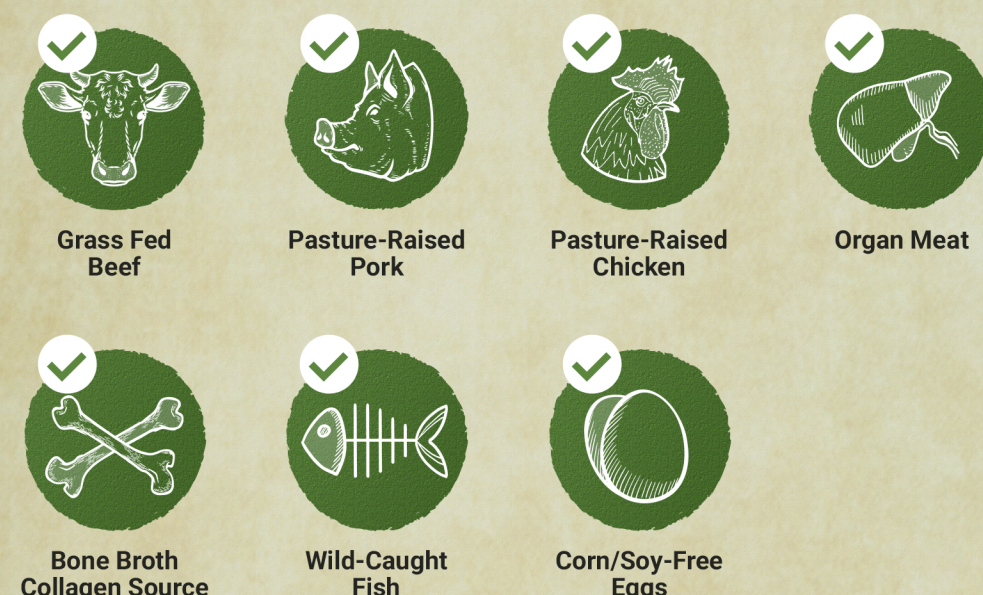 Grass Fed
Beef
Pasture-Raised
Pork
Pasture-Raised
Chicken
Organ Meat
Bone Broth
Collagen Source
Wild-Caught
Fish
Corn/Soy-Free
Eggs